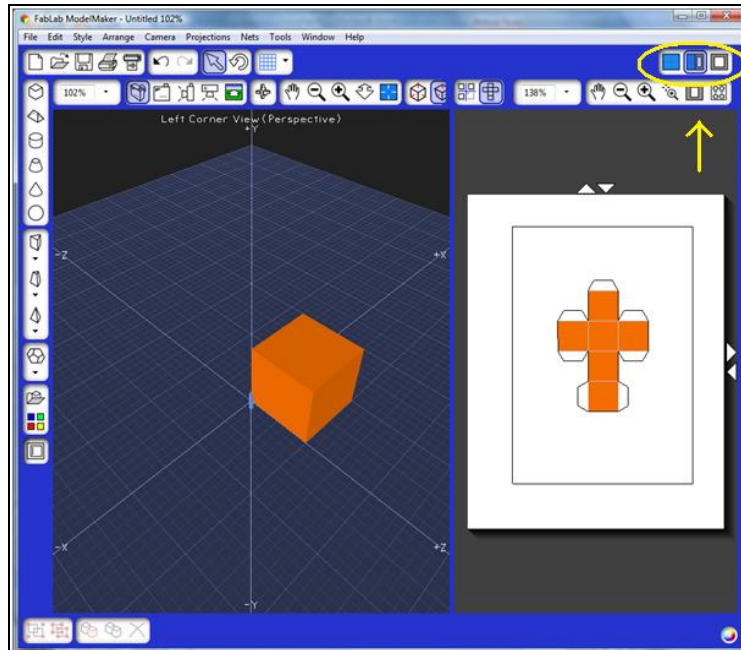 FabLab ModelMaker - Untitled 102%
File Edit Style Arrange Camera Projections Nets Tools Window Help
102% 138%
Left Corner View (Perspective)
+Y
-Z +X
-X +Z
-Y